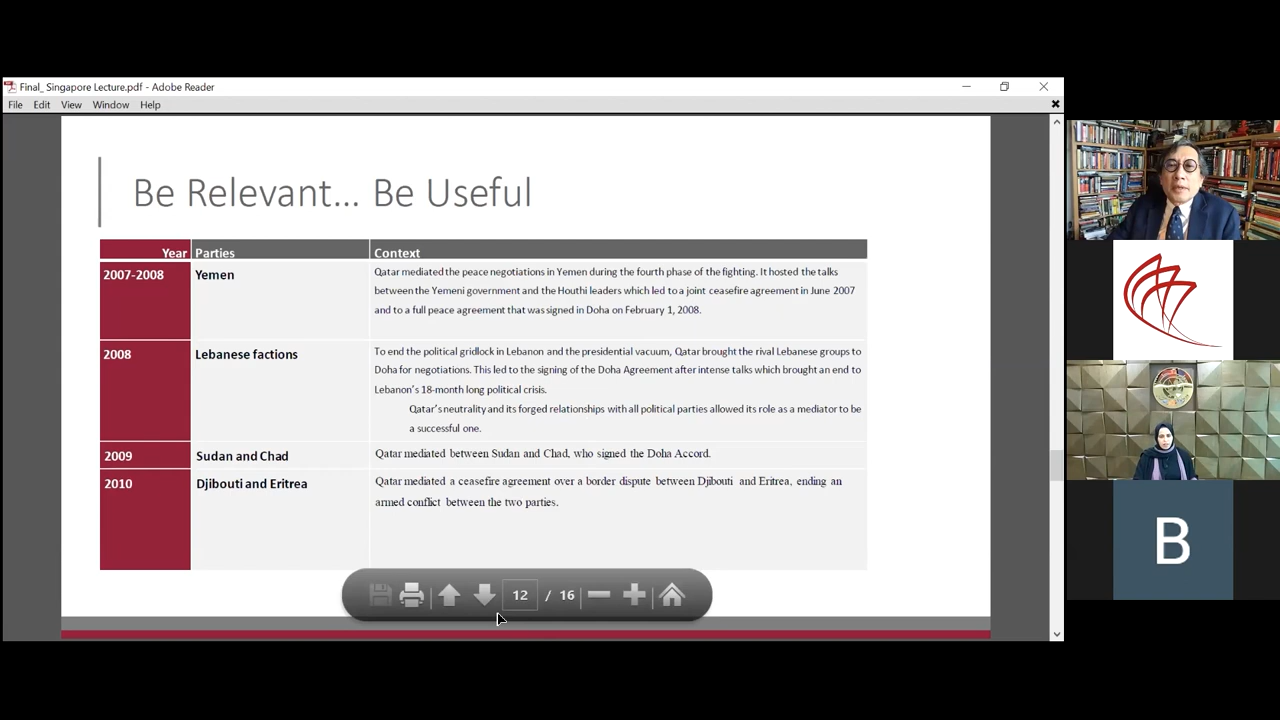 Final_ Singapore Lecture.pdf - Adobe Reader
File Edit View Window Help
Be Relevant... Be Useful
Year Parties Context
2007-2008 Yemen Qatar mediated the peace negotiations in Yemen during the fourth phase of the fighting. It hosted the talks
between the Yemeni government and the Houthi leaders which led to a joint ceasefire agreement in June 2007
and to a full peace agreement that was signed in Doha on February 1, 2008.
2008 Lebanese factions To end the political gridlock in Lebanon and the presidential vacuum, Qatar brought the rival Lebanese groups to
Doha for negotiations. This led to the signing of the Doha Agreement after intense talks which brought an end to
Lebanon's 18-month long political crisis.
Qatar's neutrality and its forged relationships with all political parties allowed its role as a mediator to be
a successful one.
2009 Sudan and Chad Qatar mediated between Sudan and Chad, who signed the Doha Accord.
2010 Djibouti and Eritrea Qatar mediated a ceasefire agreement over a border dispute between Djibouti and Eritrea, ending an
armed conflict between the two parties.
12 / 16
B